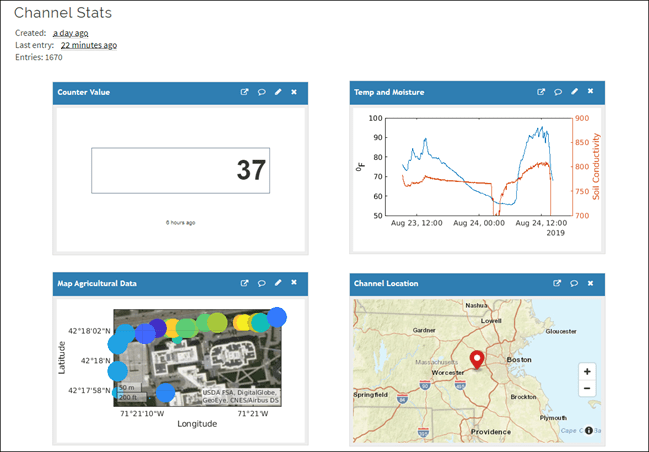 Channel Stats
Created: a day ago
Last entry: 22 minutes ago
Entries: 1670
Counter Value
37
6 hours ago
Temp and Moisture
100
90
80
70
60
50
°F
900
850
800
750
700
Soil Conductivity
Aug 23, 12:00
Aug 24, 00:00
Aug 24, 12:00
2019
Map Agricultural Data
42°18'02"N
42°18'N
42°17'58"N
Latitude
50 m
200 ft
USDA FSA, DigitalGlobe,
GeoEye, CNES/Airbus DS
71°21'10"W
71°21'W
Longitude
Channel Location
Nashua
Lowell
Gloucester
Gardner
Massachusetts
Boston
Worcester
Springfield
Brockton
Plymouth
Providence
+
−